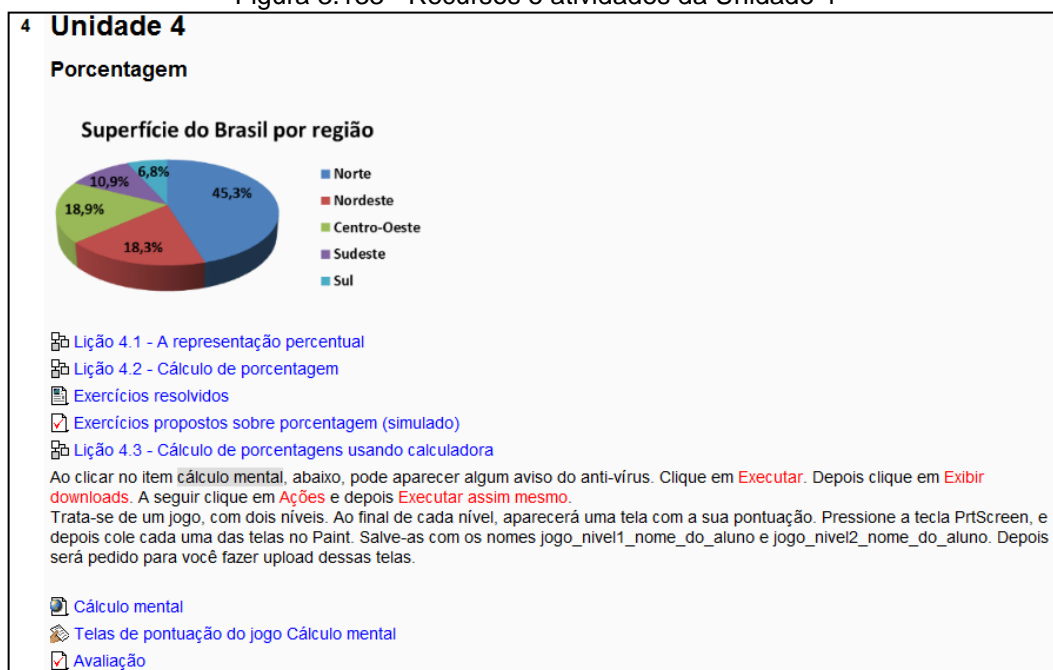 4 Unidade 4
Porcentagem
Superfície do Brasil por região
6,8%
10,9%
45,3%
18,9%
18,3%
Norte
Nordeste
Centro-Oeste
Sudeste
Sul
Lição 4.1 - A representação percentual
Lição 4.2 - Cálculo de porcentagem
Exercícios resolvidos
Exercícios propostos sobre porcentagem (simulado)
Lição 4.3 - Cálculo de porcentagens usando calculadora
Ao clicar no item cálculo mental, abaixo, pode aparecer algum aviso do anti-vírus. Clique em Executar. Depois clique em Exibir
downloads. A seguir clique em Ações e depois Executar assim mesmo.
Trata-se de um jogo, com dois níveis. Ao final de cada nível, aparecerá uma tela com a sua pontuação. Pressione a tecla PrtScreen, e
depois cole cada uma das telas no Paint. Salve-as com os nomes jogo_nivel1_nome_do_aluno e jogo_nivel2_nome_do_aluno. Depois
será pedido para você fazer upload dessas telas.
Cálculo mental
Telas de pontuação do jogo Cálculo mental
Avaliação